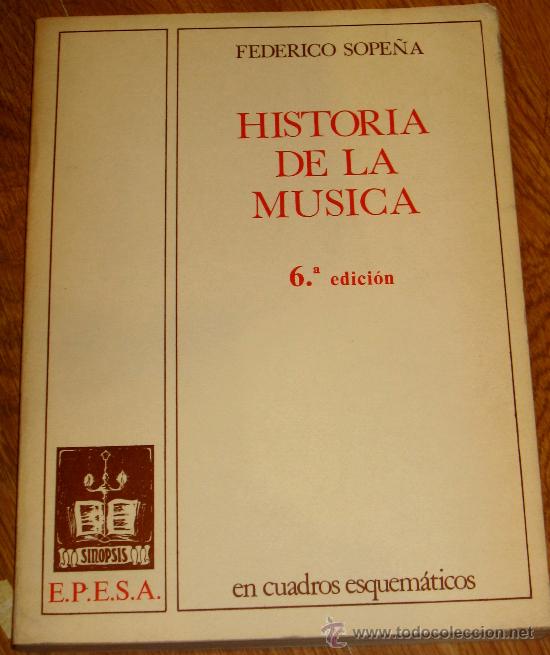 FEDERICO SOPEÑA
HISTORIA
DE LA
MUSICA
6.ª edición
SINOPSIS
E.P.E.S.A.
en cuadros esquemáticos
© www.todocoleccion.net